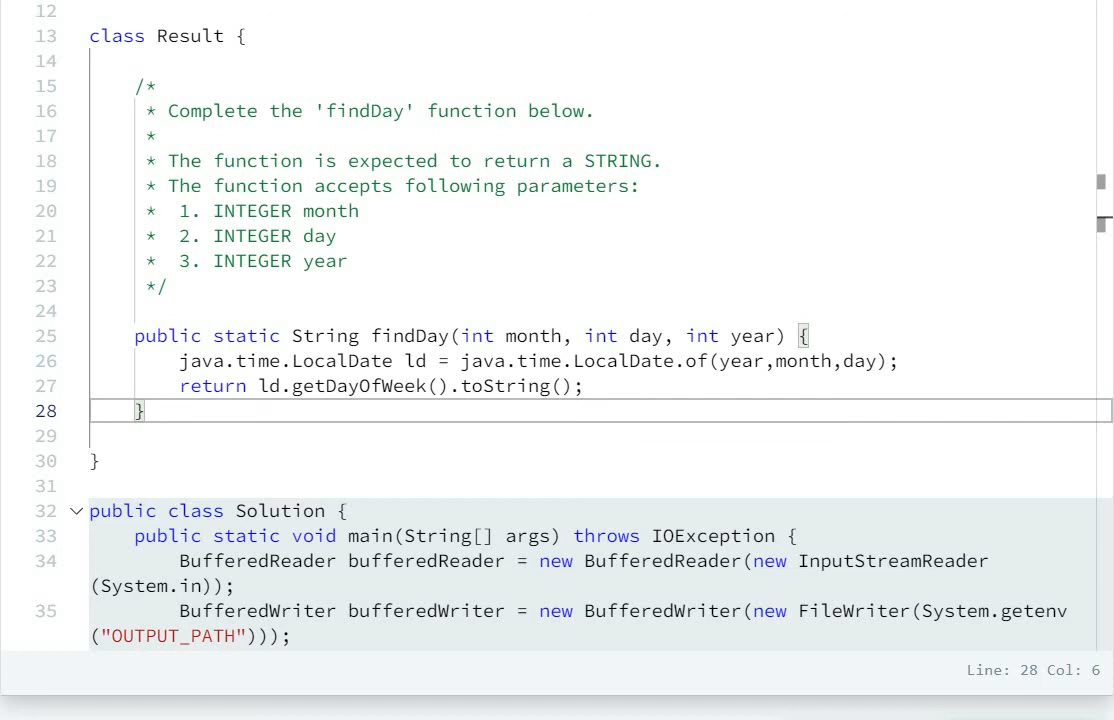 12
13 class Result {
14
15 /*
16 * Complete the 'findDay' function below.
17 *
18 * The function is expected to return a STRING.
19 * The function accepts following parameters:
20 * 1. INTEGER month
21 * 2. INTEGER day
22 * 3. INTEGER year
23 */
24
25 public static String findDay(int month, int day, int year) {
26 java.time.LocalDate ld = java.time.LocalDate.of(year,month,day);
27 return ld.getDayOfWeek().toString();
28 }
29
30 }
31
32 public class Solution {
33 public static void main(String[] args) throws IOException {
34 BufferedReader bufferedReader = new BufferedReader(new InputStreamReader
(System.in));
35 BufferedWriter bufferedWriter = new BufferedWriter(new FileWriter(System.getenv
("OUTPUT_PATH")));
Line: 28 Col: 6